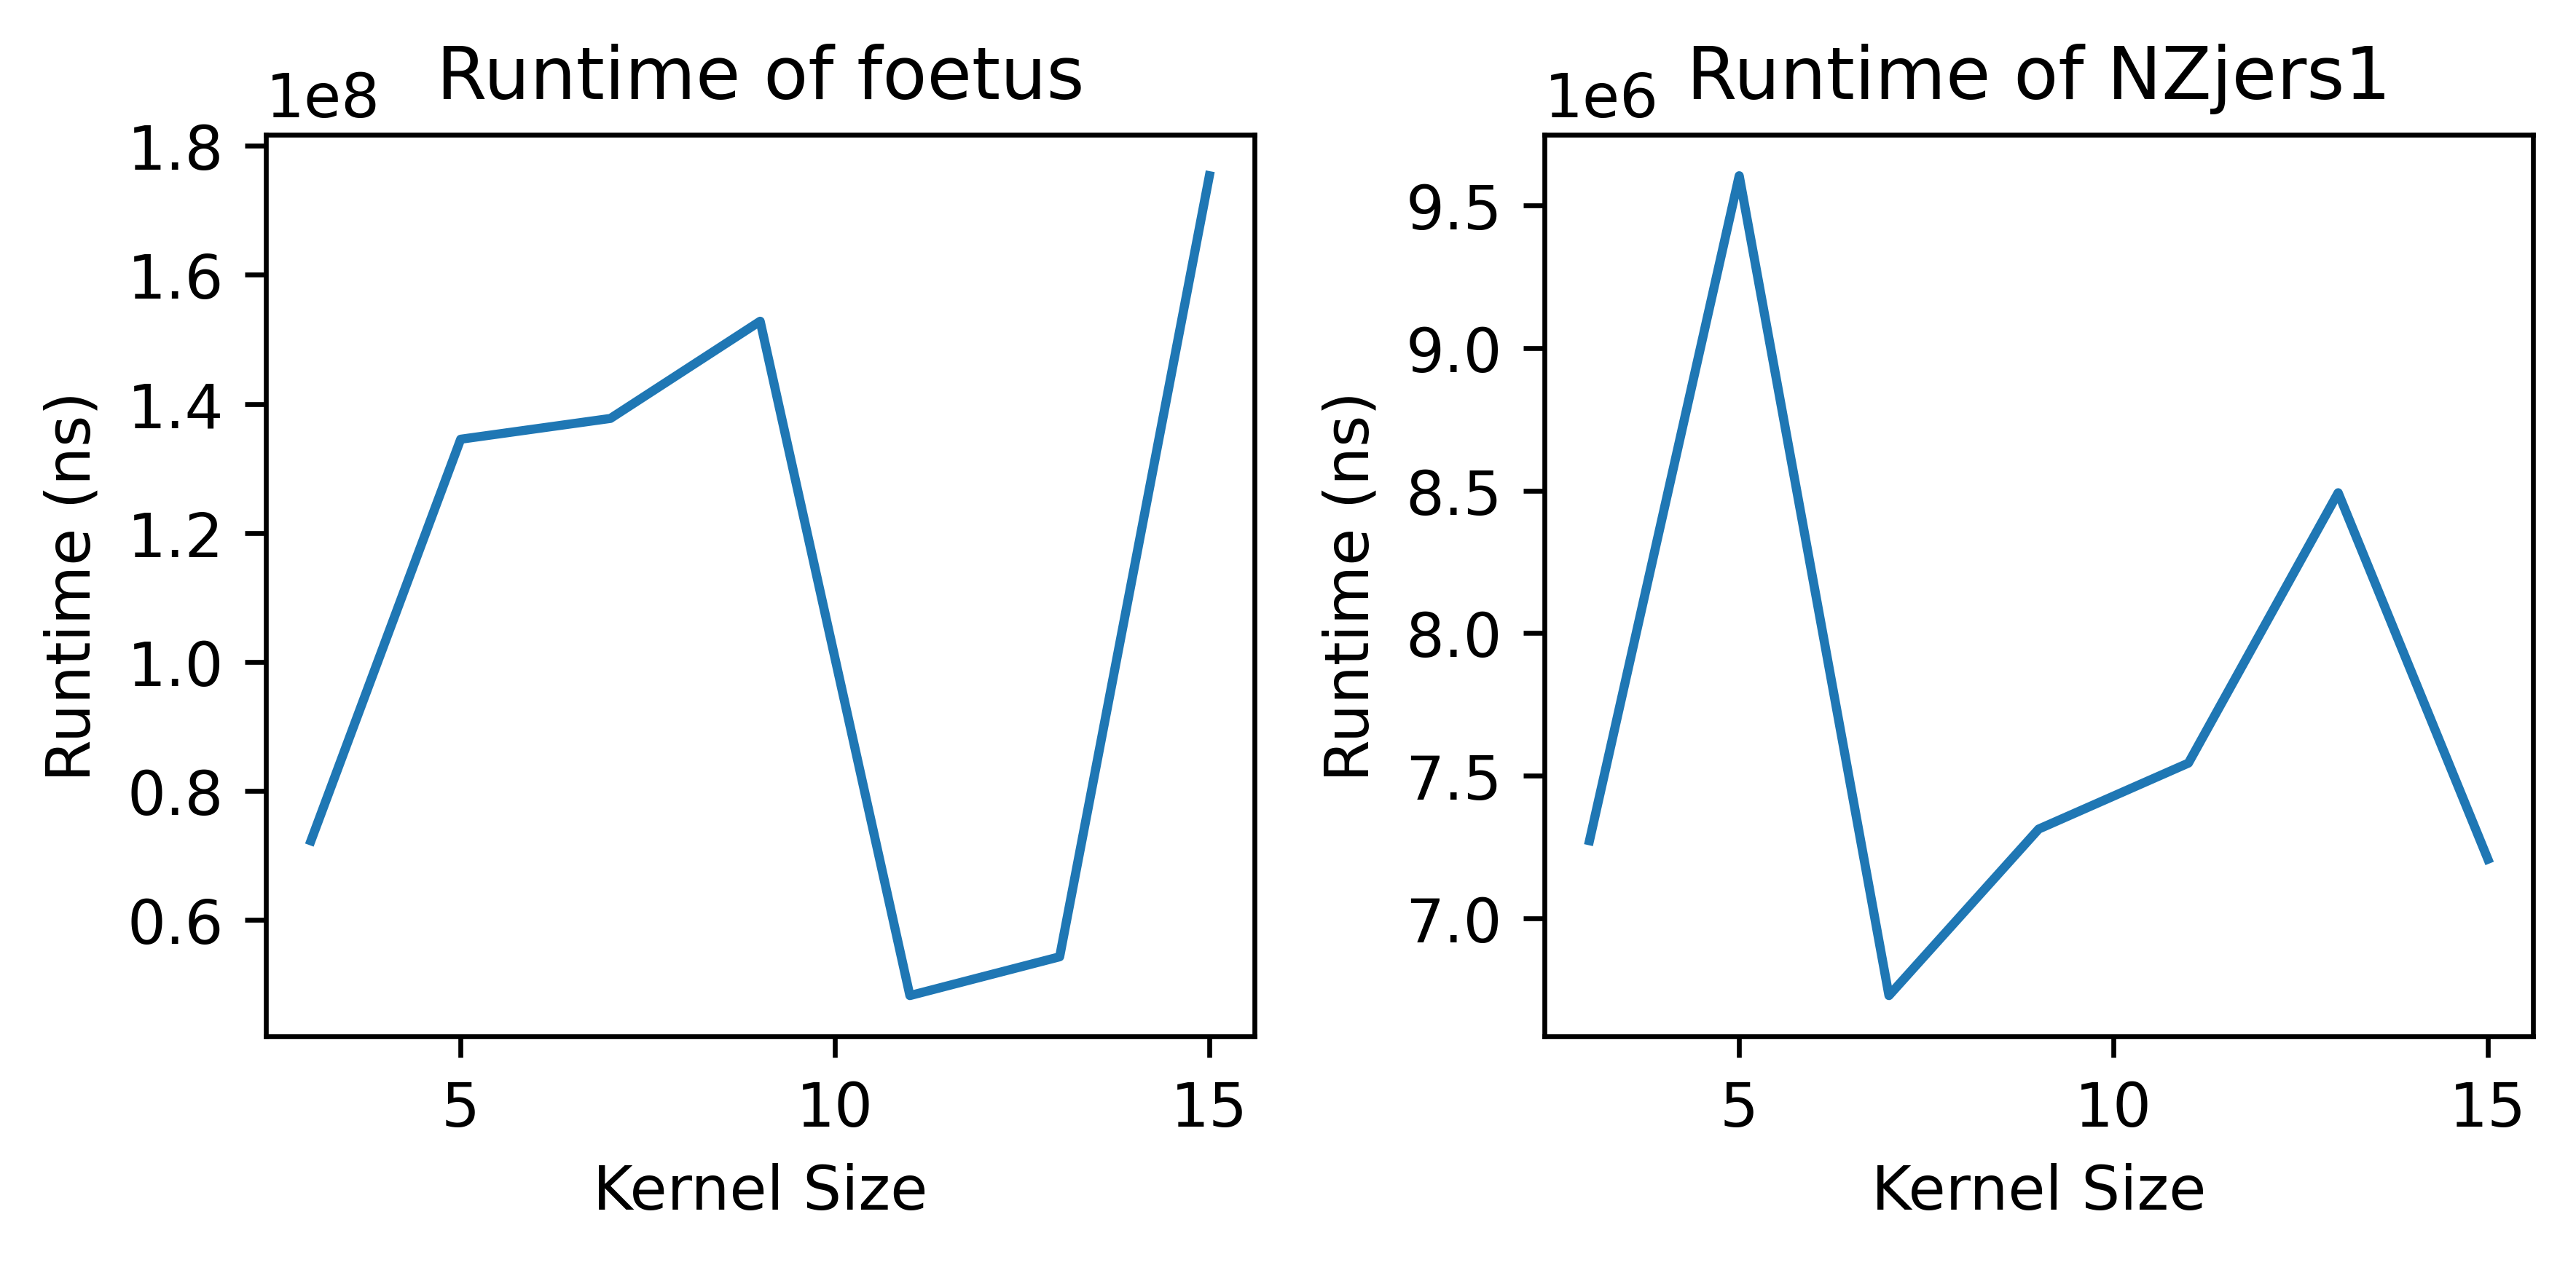 Runtime of foetus
1e8
1.8
1.6
1.4
1.2
1.0
0.8
0.6
Runtime (ns)
5 10 15
Kernel Size
Runtime of NZjers1
1e6
9.5
9.0
8.5
8.0
7.5
7.0
Runtime (ns)
5 10 15
Kernel Size